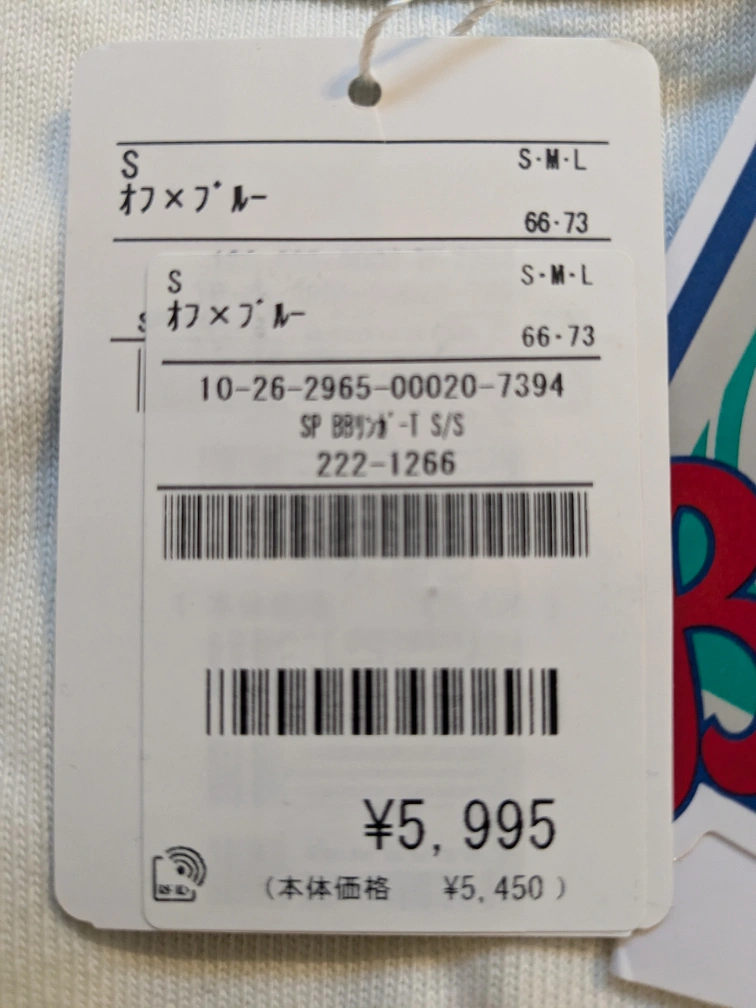 S
S·M·L
ｵﾌ×ﾌﾞﾙｰ
66·73
S
S·M·L
ｵﾌ×ﾌﾞﾙｰ
66·73
10-26-2965-00020-7394
SP BBﾘﾝｶﾞｰT S/S
222-1266
¥5,995
RFID
(本体価格 ¥5,450)